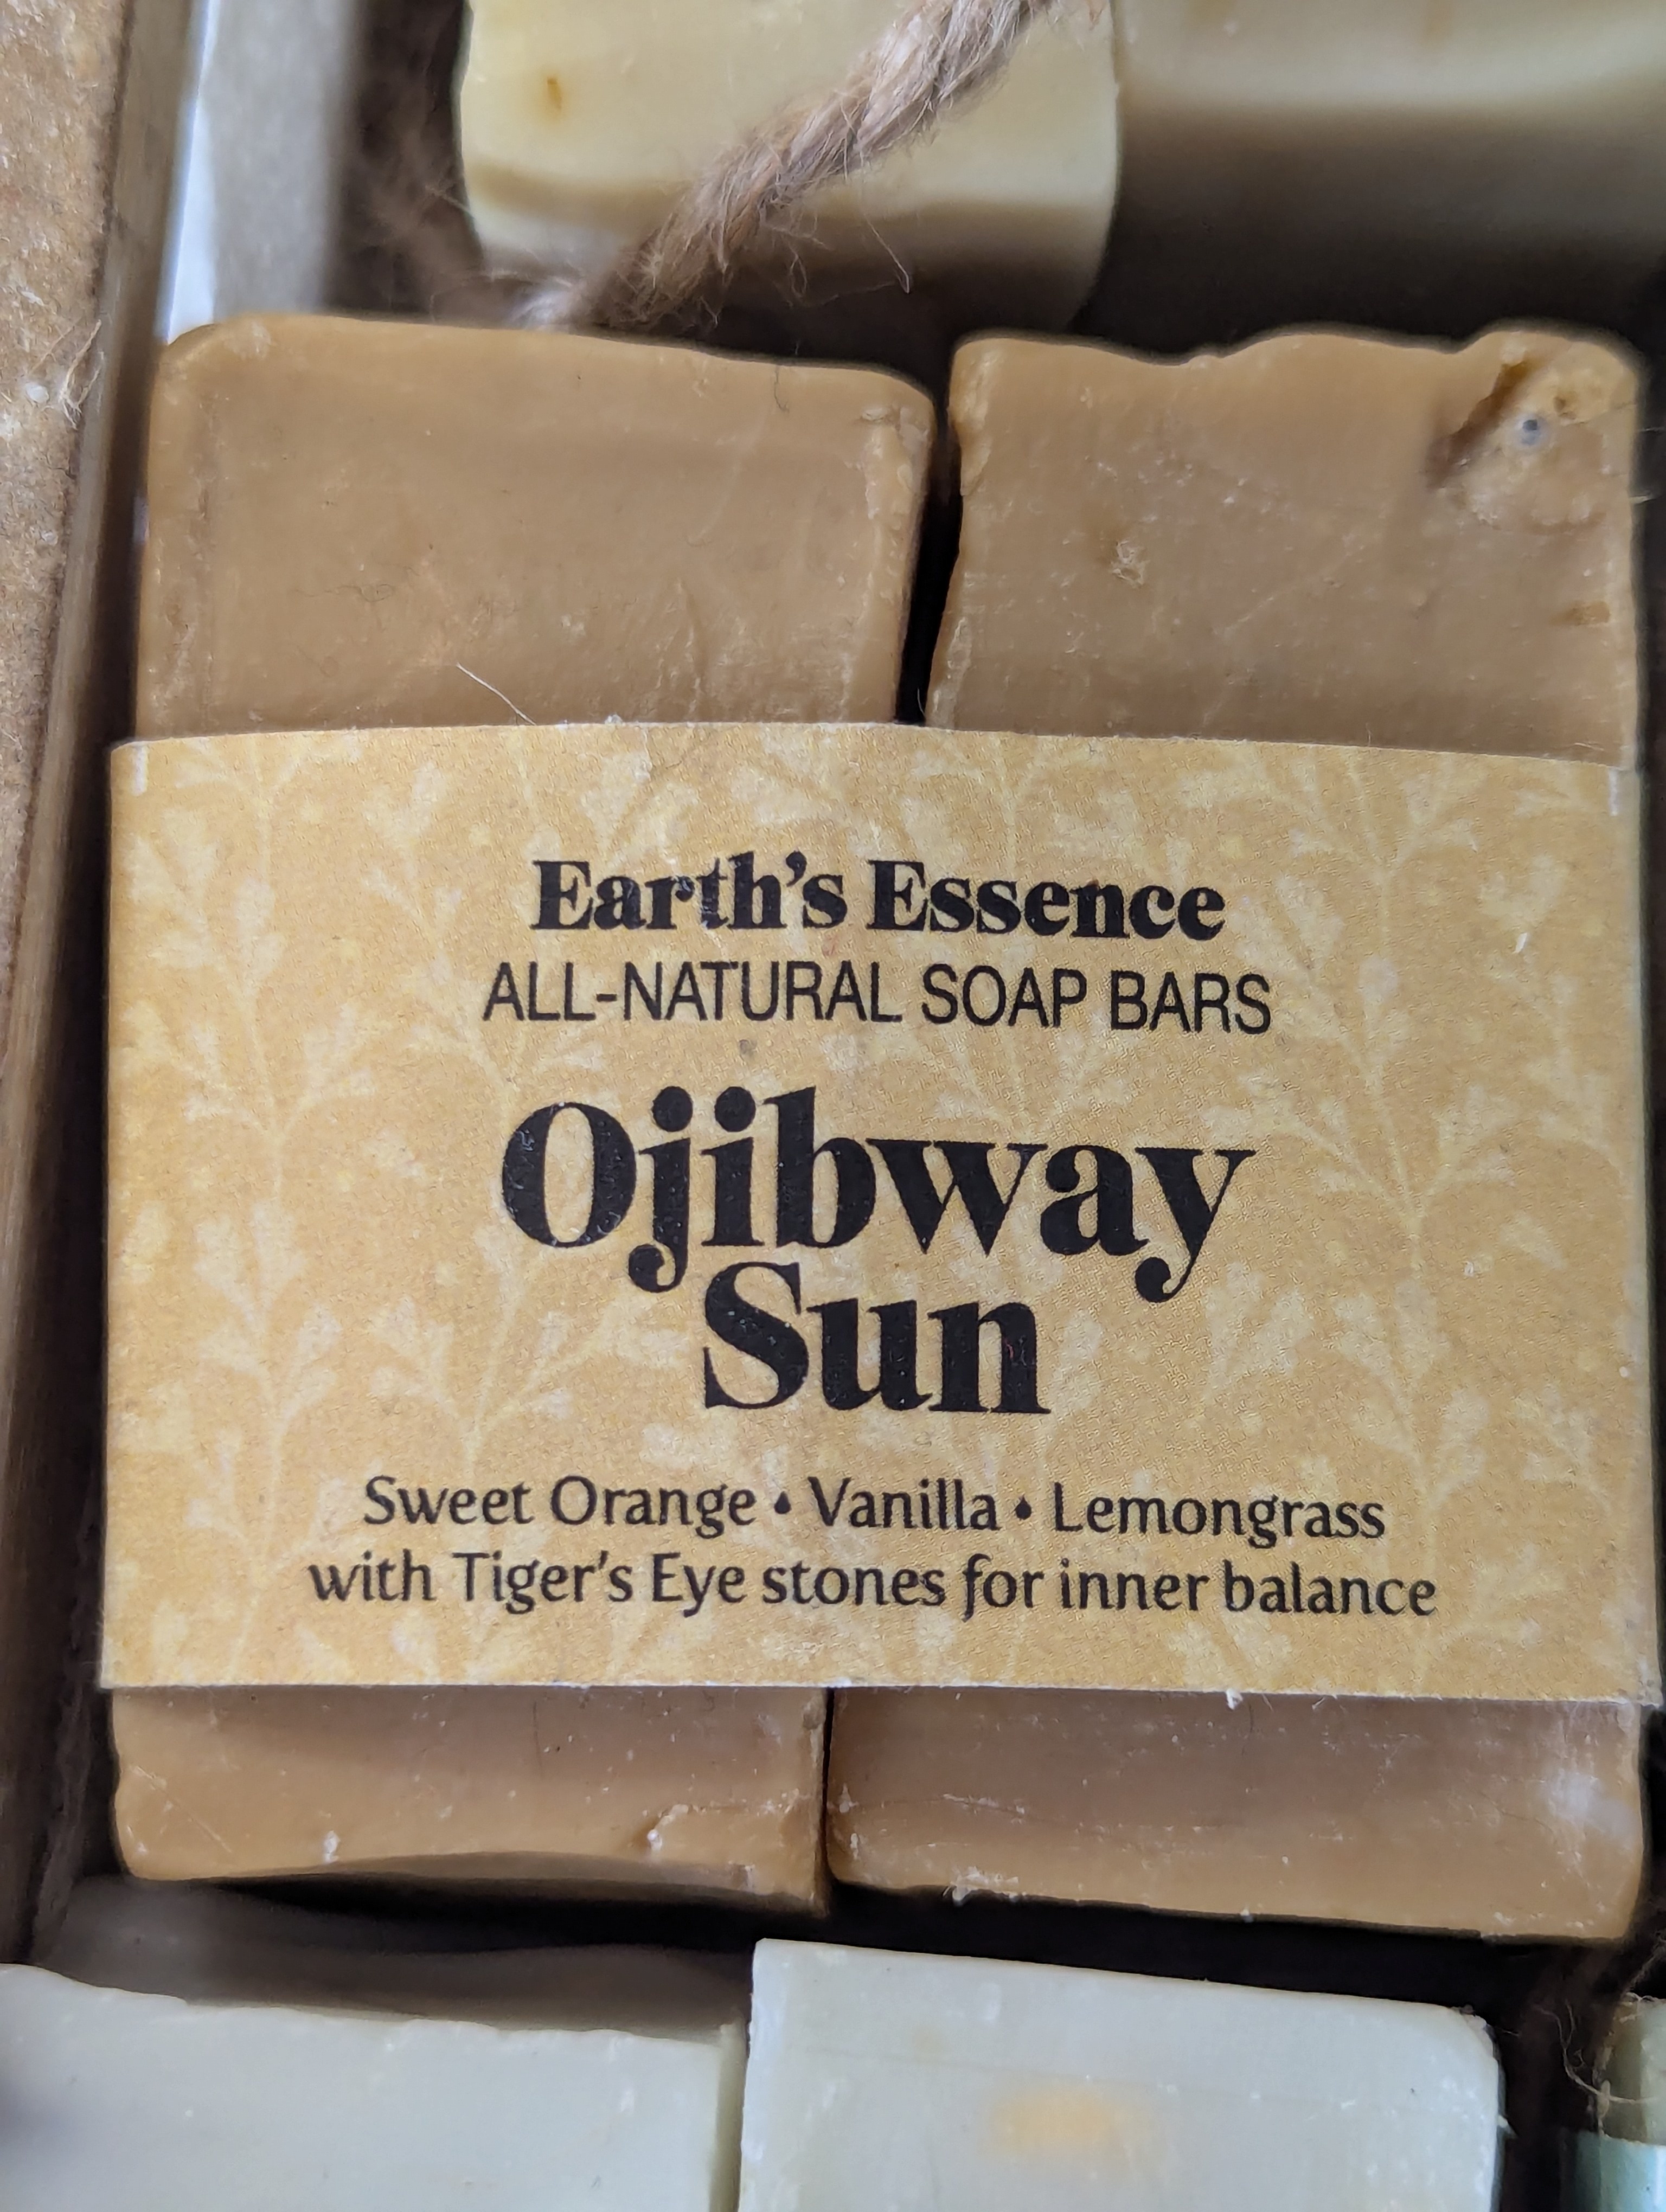 Earth's Essence
ALL-NATURAL SOAP BARS
Ojibway
Sun
Sweet Orange • Vanilla • Lemongrass
with Tiger's Eye stones for inner balance